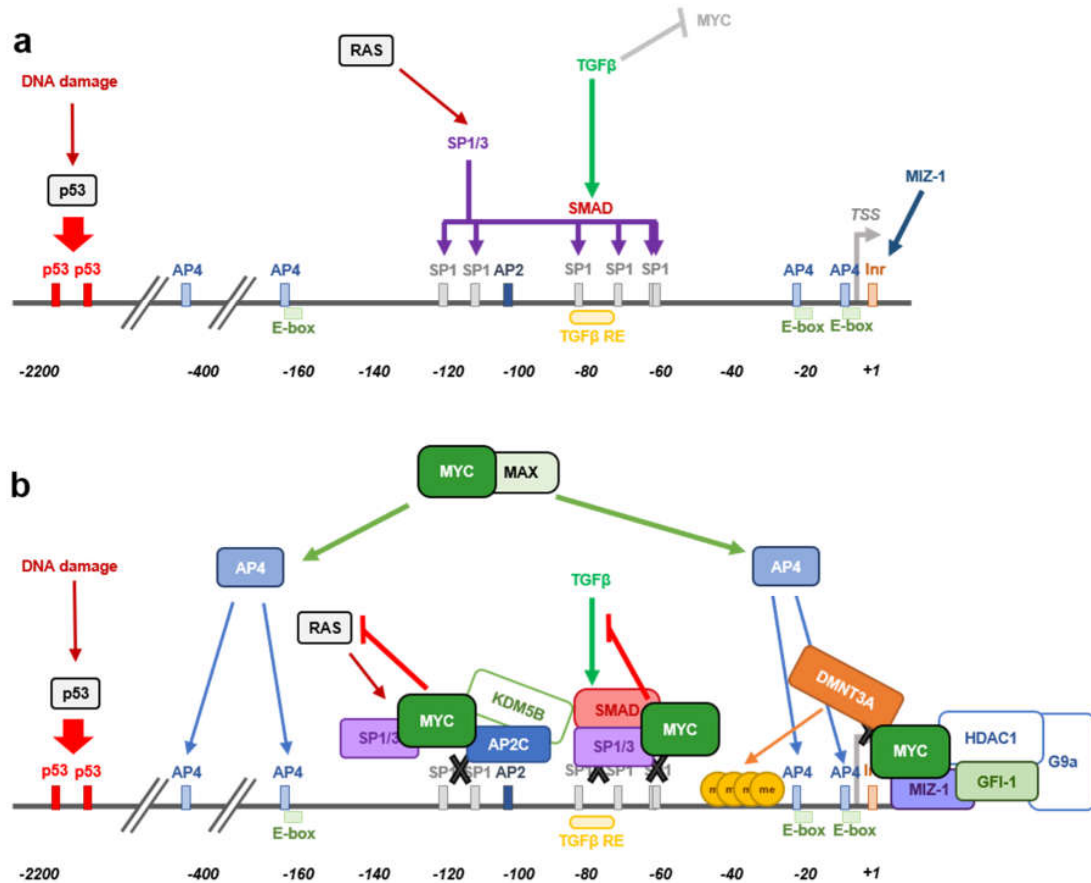 a
MYC
RAS
TGFβ
DNA damage
SP1/3
p53
MIZ-1
SMAD
TSS
p53 p53
AP4
AP4
SP1 SP1 AP2
SP1 SP1 SP1
AP4 AP4 Inr
E-box
TGFβ RE
E-box E-box
-2200 -400 -160 -140 -120 -100 -80 -60 -40 -20 +1
b
MYC MAX
DNA damage
AP4
TGFβ
AP4
RAS
p53
DMNT3A
KDM5B
SMAD
MYC
MYC
SP1/3
AP2C
SP1/3
MYC
HDAC1
G9a
MIZ-1
GFI-1
p53 p53
AP4
AP4
SP1 AP2
SP1
me
AP4 AP4
E-box
TGFβ RE
E-box E-box
-2200 -400 -160 -140 -120 -100 -80 -60 -40 -20 +1